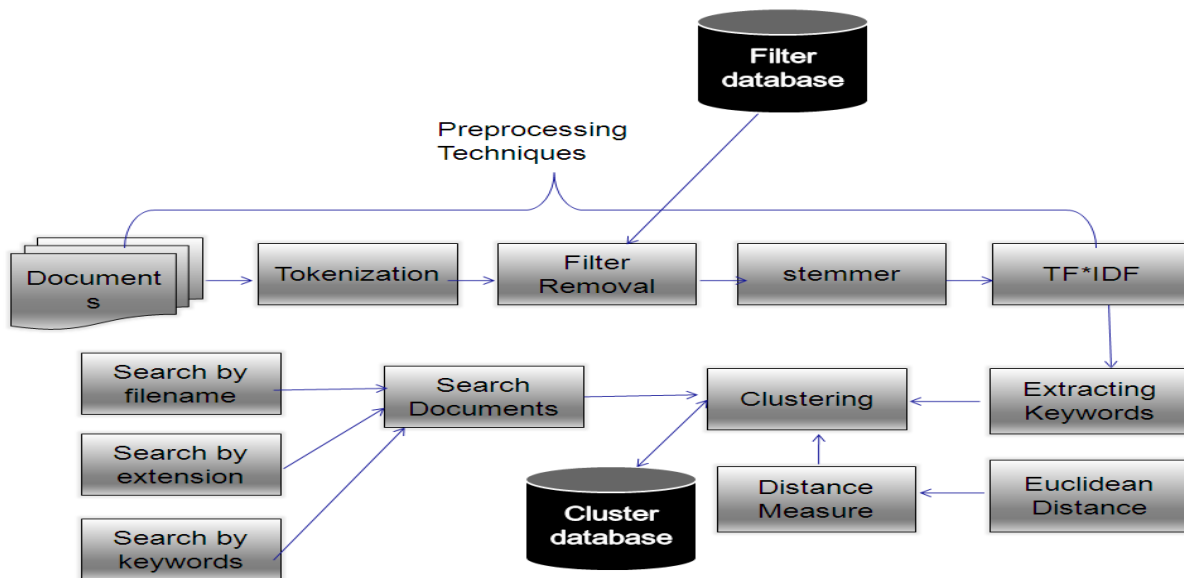 Filter
database
Preprocessing
Techniques
Document
s
Tokenization
Filter
Removal
stemmer
TF*IDF
Search by
filename
Search
Documents
Clustering
Extracting
Keywords
Search by
extension
Cluster
database
Distance
Measure
Euclidean
Distance
Search by
keywords